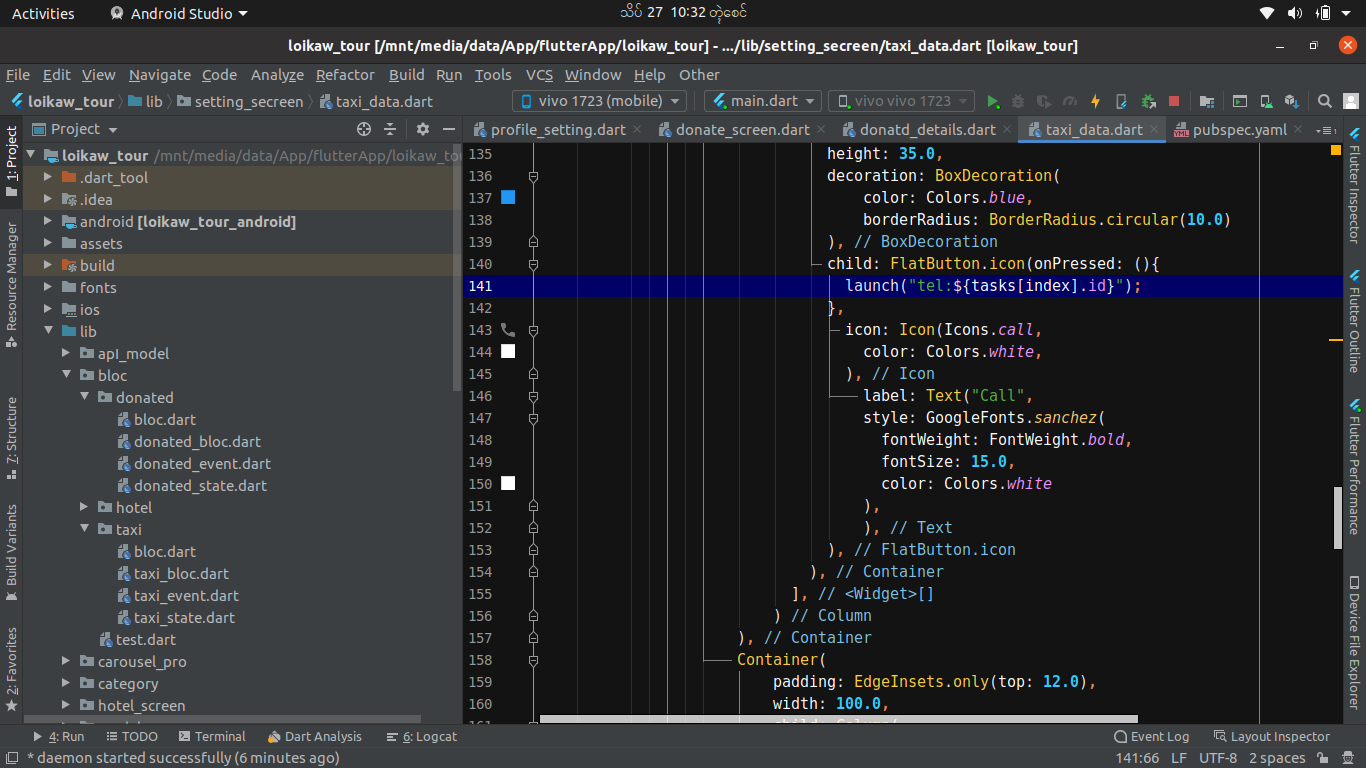 Activities
Android Studio
သိပ် 27 10:32 တွဲစေင်
loikaw_tour [/mnt/media/data/App/flutterApp/loikaw_tour] - .../lib/setting_secreen/taxi_data.dart [loikaw_tour]
File Edit View Navigate Code Analyze Refactor Build Run Tools VCS Window Help Other
loikaw_tour lib setting_secreen taxi_data.dart
vivo 1723 (mobile) main.dart vivo vivo 1723
Project
profile_setting.dart donate_screen.dart donatd_details.dart taxi_data.dart pubspec.yaml
1: Project
Resource Manager
7: Structure
Build Variants
2: Favorites
loikaw_tour /mnt/media/data/App/flutterApp/loikaw_to
.dart_tool
.idea
android [loikaw_tour_android]
assets
build
fonts
ios
lib
apI_model
bloc
donated
bloc.dart
donated_bloc.dart
donated_event.dart
donated_state.dart
hotel
taxi
bloc.dart
taxi_bloc.dart
taxi_event.dart
taxi_state.dart
test.dart
carousel_pro
category
hotel_screen
135 height: 35.0,
136 decoration: BoxDecoration(
137 color: Colors.blue,
138 borderRadius: BorderRadius.circular(10.0)
139 ), // BoxDecoration
140 child: FlatButton.icon(onPressed: (){
141 launch("tel:${tasks[index].id}");
142 },
143 icon: Icon(Icons.call,
144 color: Colors.white,
145 ), // Icon
146 label: Text("Call",
147 style: GoogleFonts.sanchez(
148 fontWeight: FontWeight.bold,
149 fontSize: 15.0,
150 color: Colors.white
151 ),
152 ), // Text
153 ), // FlatButton.icon
154 ), // Container
155 ], // <Widget>[]
156 ) // Column
157 ), // Container
158 Container(
159 padding: EdgeInsets.only(top: 12.0),
160 width: 100.0,
161 child: Column(
Flutter Inspector
Flutter Outline
Flutter Performance
Device File Explorer
4: Run TODO Terminal Dart Analysis 6: Logcat Event Log Layout Inspector
* daemon started successfully (6 minutes ago) 141:66 LF UTF-8 2 spaces